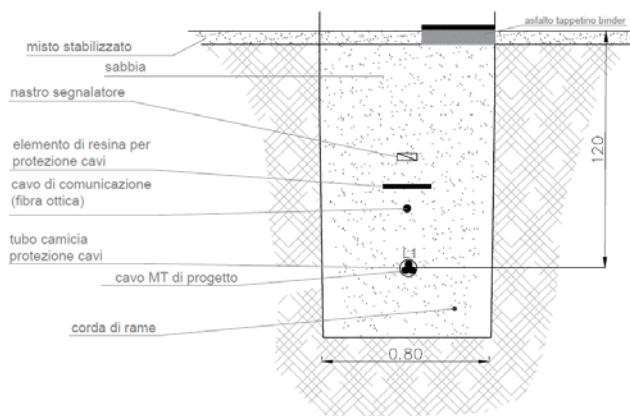 asfalto tappetino binder
misto stabilizzato
sabbia
nastro segnalatore
elemento di resina per
protezione cavi
cavo di comunicazione
(fibra ottica)
tubo camicia
protezione cavi
cavo MT di progetto
corda di rame
120
0.80